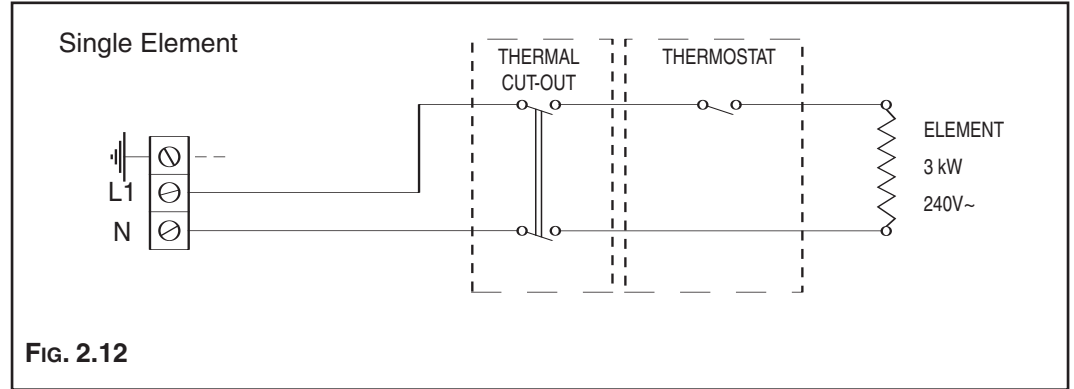 Single Element
THERMAL
CUT-OUT
THERMOSTAT
L1
N
ELEMENT
3 kW
240V~
FIG. 2.12